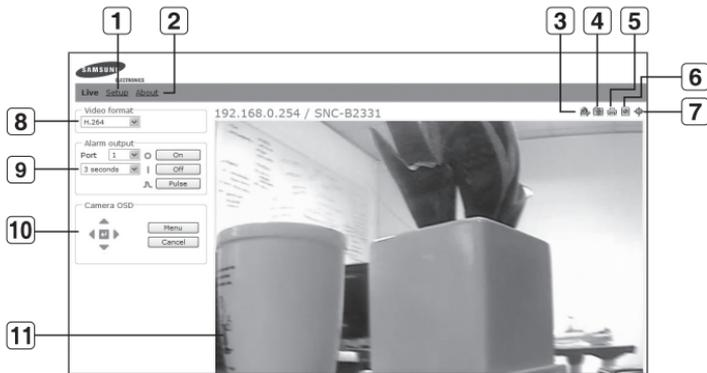 1 2 3 4 5
6
7
8
9
10
11
SAMSUNG
ELECTRONICS
Live Setup About
192.168.0.254 / SNC-B2331
Video format
H.264
Alarm output
Port 1 On
3 seconds Off
Pulse
Camera OSD
Menu
Cancel